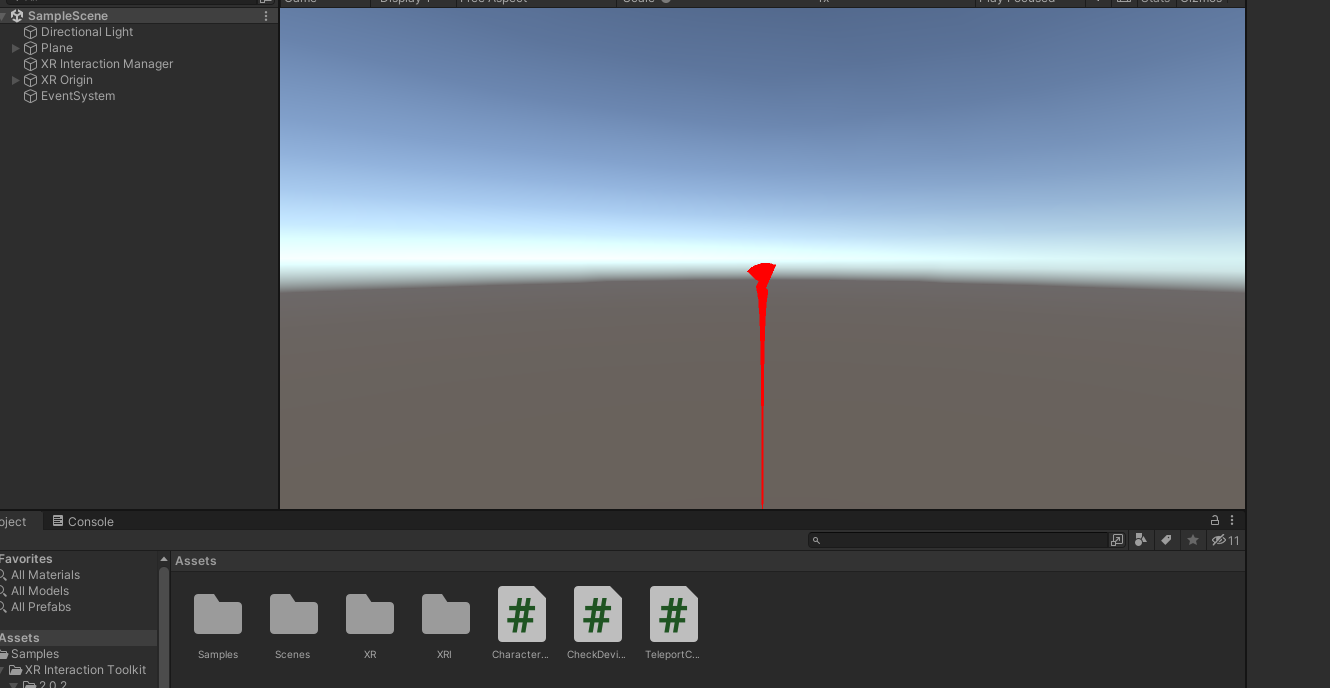 SampleScene
Directional Light
Plane
XR Interaction Manager
XR Origin
EventSystem
oject
Console
11
Favorites
All Materials
All Models
All Prefabs
Assets
Samples
XR Interaction Toolkit
2.0.2
Assets
Samples
Scenes
XR
XRI
Character...
CheckDevi...
TeleportC...